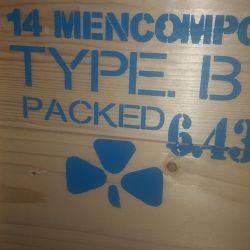 14 MENCOMPO
TYPE. B
PACKED 6.43